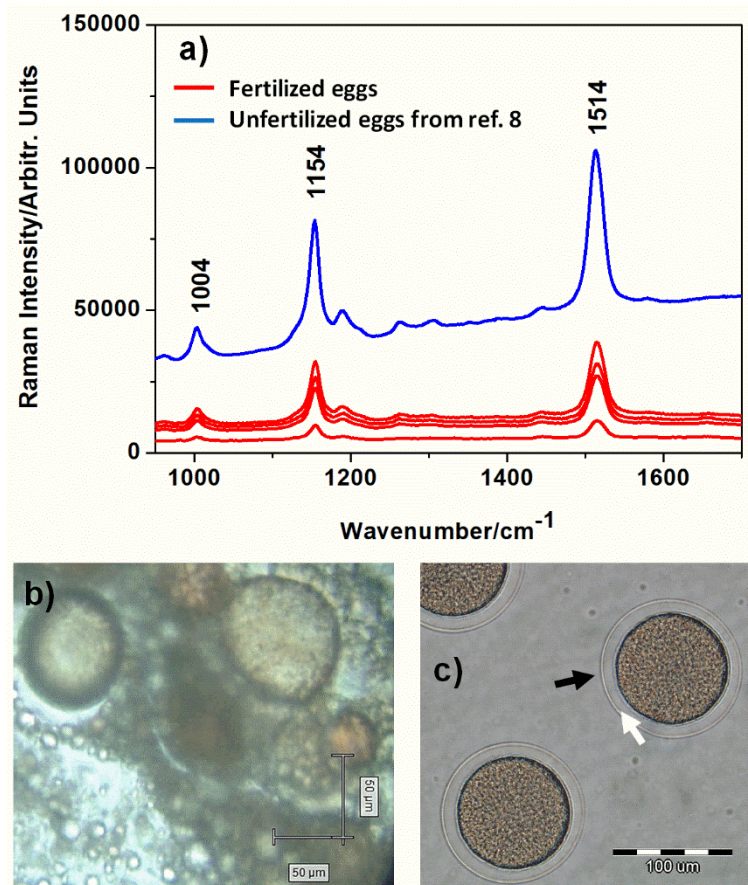 a)
Fertilized eggs
Unfertilized eggs from ref. 8
1004
1154
1514
150000
100000
50000
0
Raman Intensity/Arbitr. Units
1000
1200
1400
1600
Wavenumber/cm⁻¹
b)
50 µm
50 µm
c)
100 um